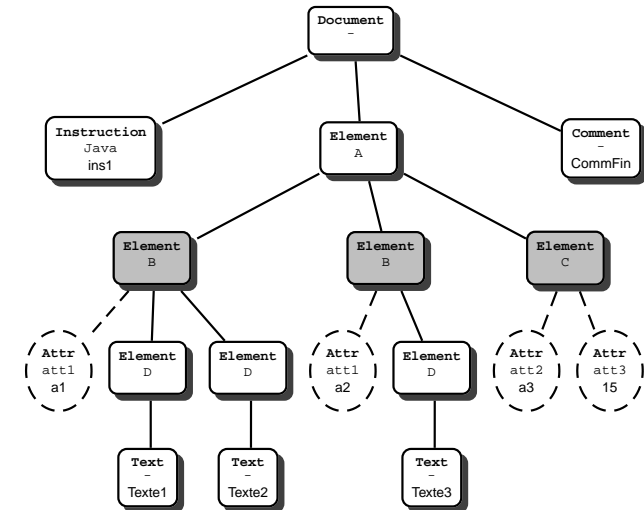 Document
-
Instruction
Java
ins1
Element
A
Comment
-
CommFin
Element
B
Element
B
Element
C
Attr
att1
a1
Element
D
Element
D
Attr
att1
a2
Element
D
Attr
att2
a3
Attr
att3
15
Text
-
Texte1
Text
-
Texte2
Text
-
Texte3